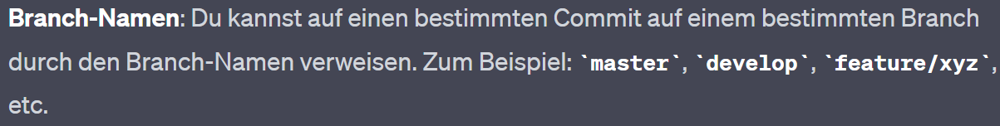 Branch-Namen: Du kannst auf einen bestimmten Commit auf einem bestimmten Branch
durch den Branch-Namen verweisen. Zum Beispiel: `master`, `develop`, `feature/xyz`,
etc.